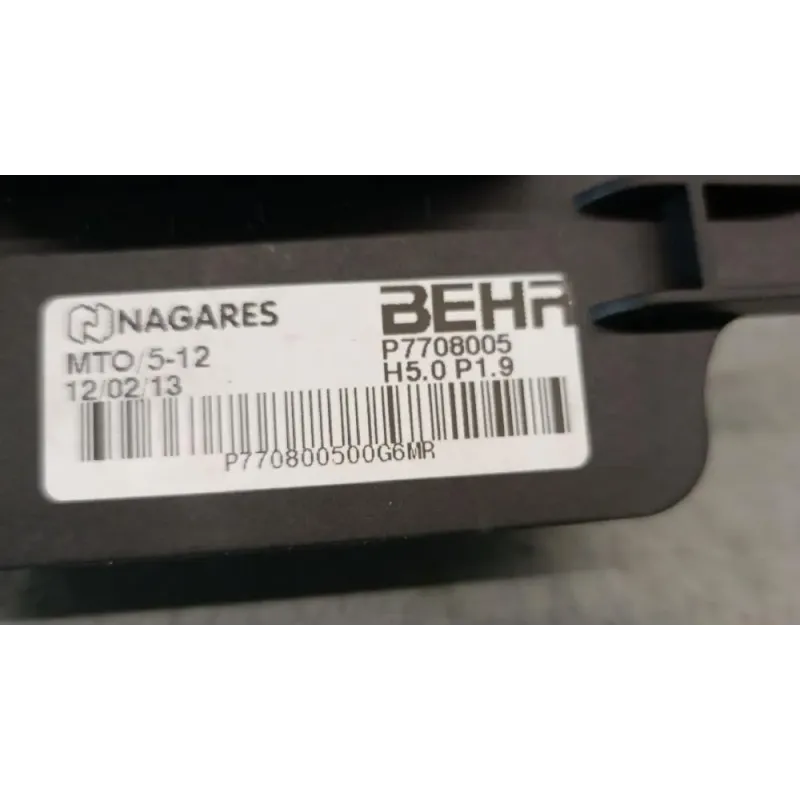 NAGARES
BEHR
MTO/5-12
P7708005
12/02/13
H5.0 P1.9
P770800500G6MR